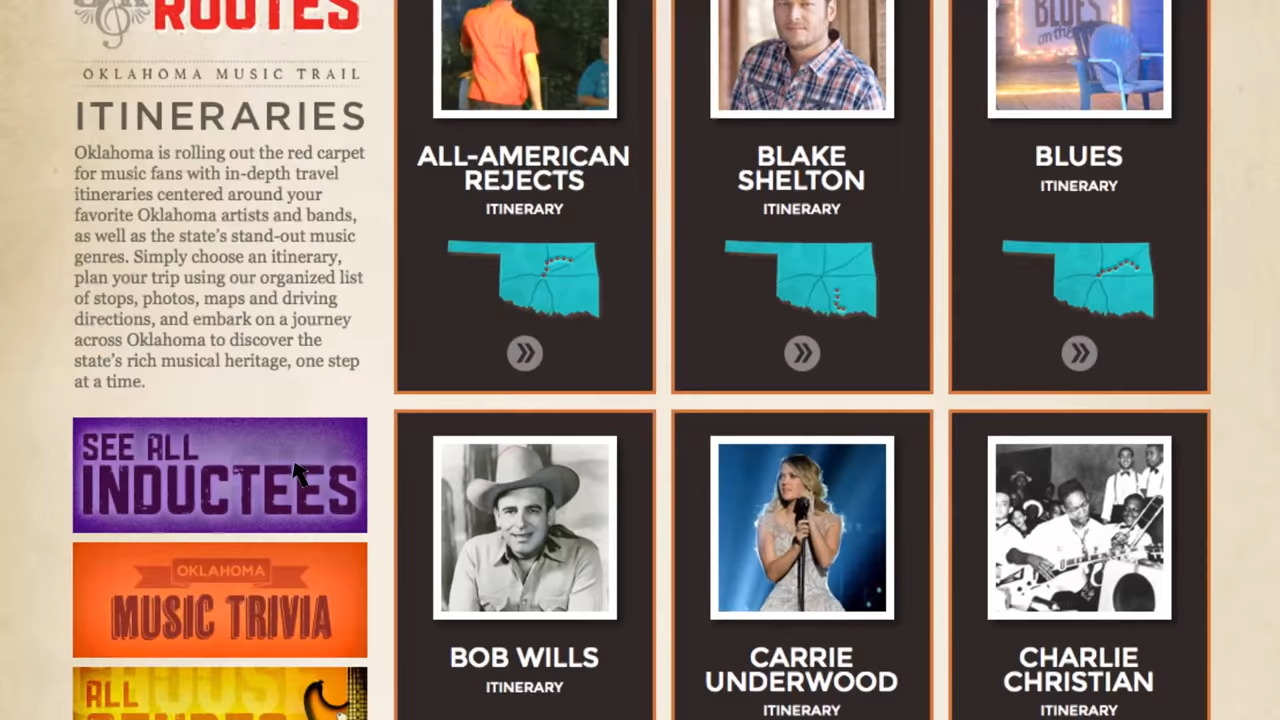 ROUTES
OKLAHOMA MUSIC TRAIL
ITINERARIES
Oklahoma is rolling out the red carpet
for music fans with in-depth travel
itineraries centered around your
favorite Oklahoma artists and bands,
as well as the state's stand-out music
genres. Simply choose an itinerary,
plan your trip using our organized list
of stops, photos, maps and driving
directions, and embark on a journey
across Oklahoma to discover the
state's rich musical heritage, one step
at a time.
SEE ALL
INDUCTEES
OKLAHOMA
MUSIC TRIVIA
ALL
ALL-AMERICAN
REJECTS
ITINERARY
BLAKE
SHELTON
ITINERARY
BLUES
on the
BLUES
ITINERARY
BOB WILLS
ITINERARY
CARRIE
UNDERWOOD
ITINERARY
CHARLIE
CHRISTIAN
ITINERARY